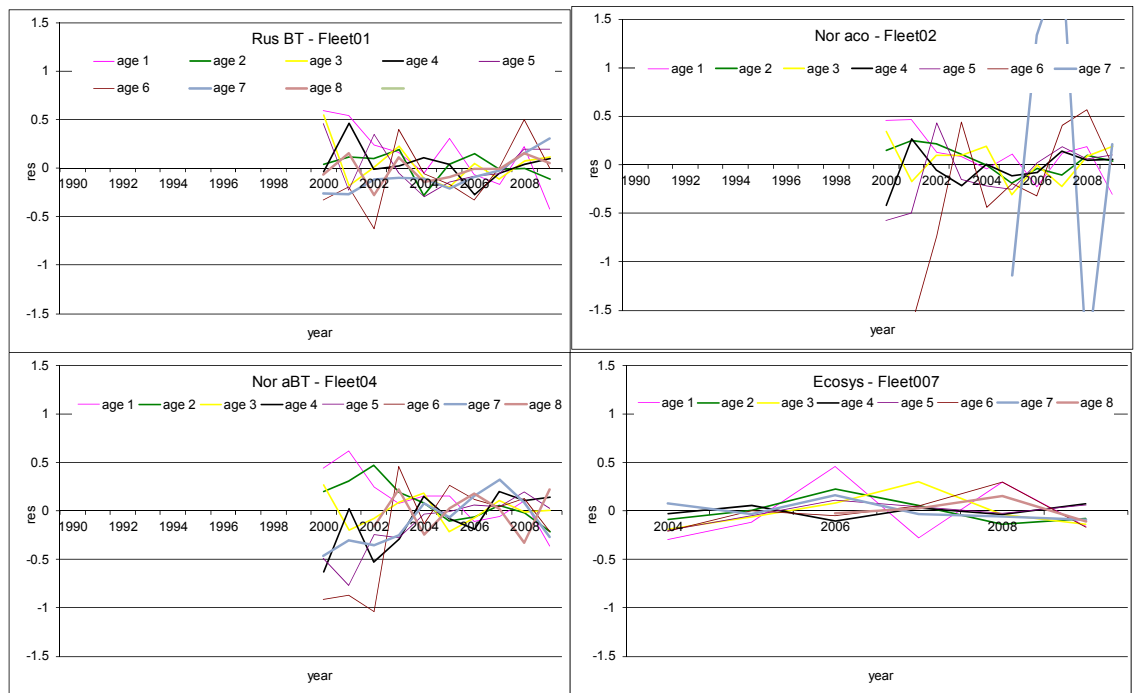 Rus BT - Fleet01
age 1 age 2 age 3 age 4 age 5
age 6 age 7 age 8
1.5
1
0.5
0
-0.5
-1
-1.5
res
1990 1992 1994 1996 1998 2000 2002 2004 2006 2008
year
Nor aco - Fleet02
age 1 age 2 age 3 age 4 age 5 age 6 age 7
1.5
1
0.5
0
-0.5
-1
-1.5
res
1990 1992 1994 1996 1998 2000 2002 2004 2006 2008
year
Nor aBT - Fleet04
age 1 age 2 age 3 age 4 age 5 age 6 age 7 age 8
1.5
1
0.5
0
-0.5
-1
-1.5
res
1990 1992 1994 1996 1998 2000 2002 2004 2006 2008
year
Ecosys - Fleet007
age 1 age 2 age 3 age 4 age 5 age 6 age 7 age 8
1.5
1
0.5
0
-0.5
-1
-1.5
res
2004 2006 2008
year